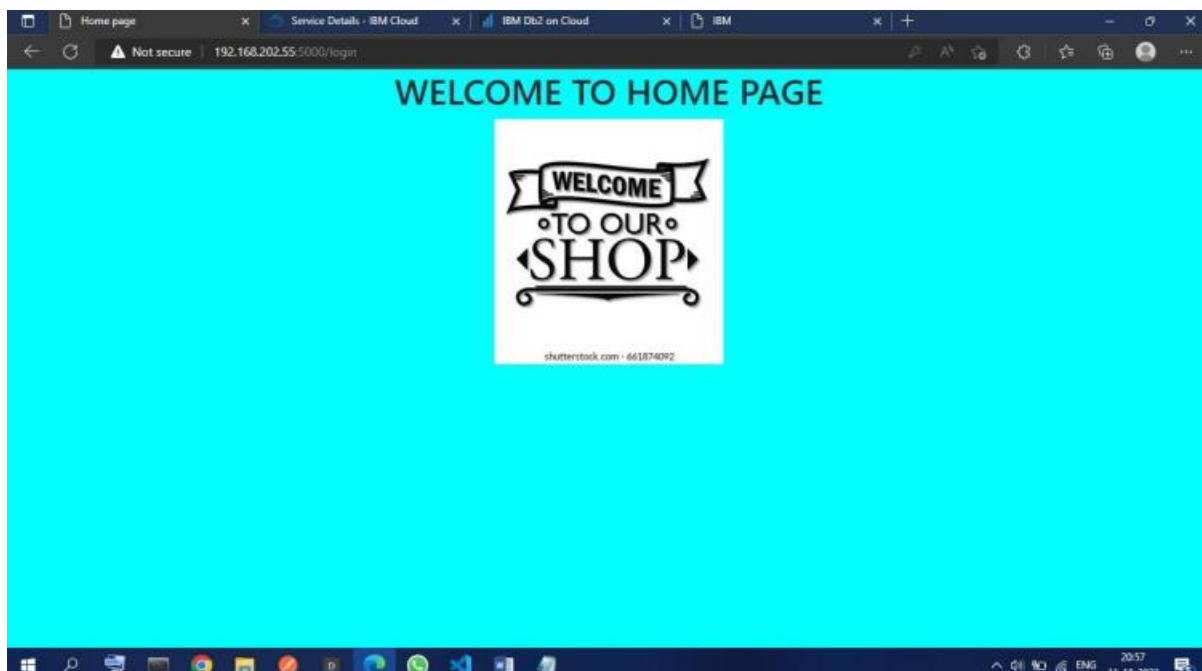 Home page
Service Details - IBM Cloud
IBM Db2 on Cloud
IBM
Not secure
192.168.202.55:5000/login
WELCOME TO HOME PAGE
WELCOME
TO OUR
SHOP
shutterstock.com · 661874092
ENG
20:57